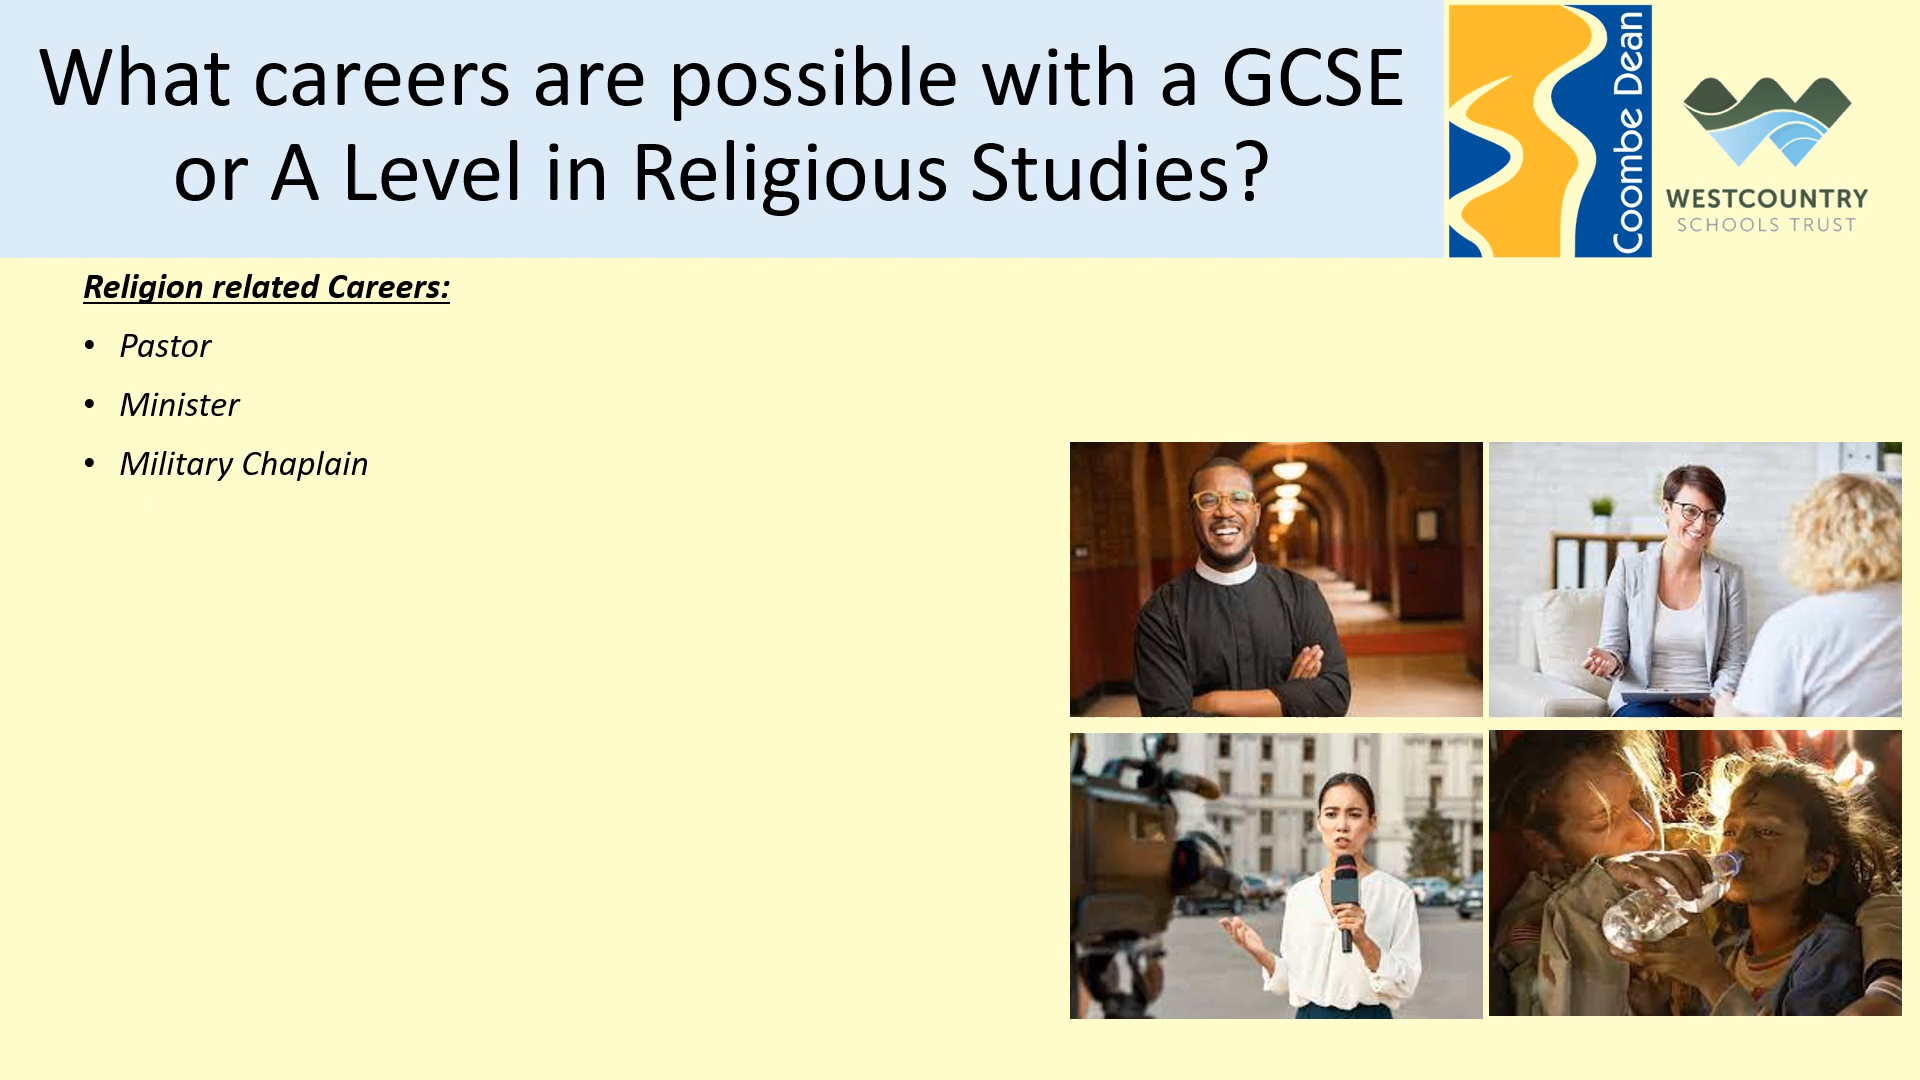 What careers are possible with a GCSE
or A Level in Religious Studies?
Coombe Dean
WESTCOUNTRY
SCHOOLS TRUST
Religion related Careers:
• Pastor
• Minister
• Military Chaplain